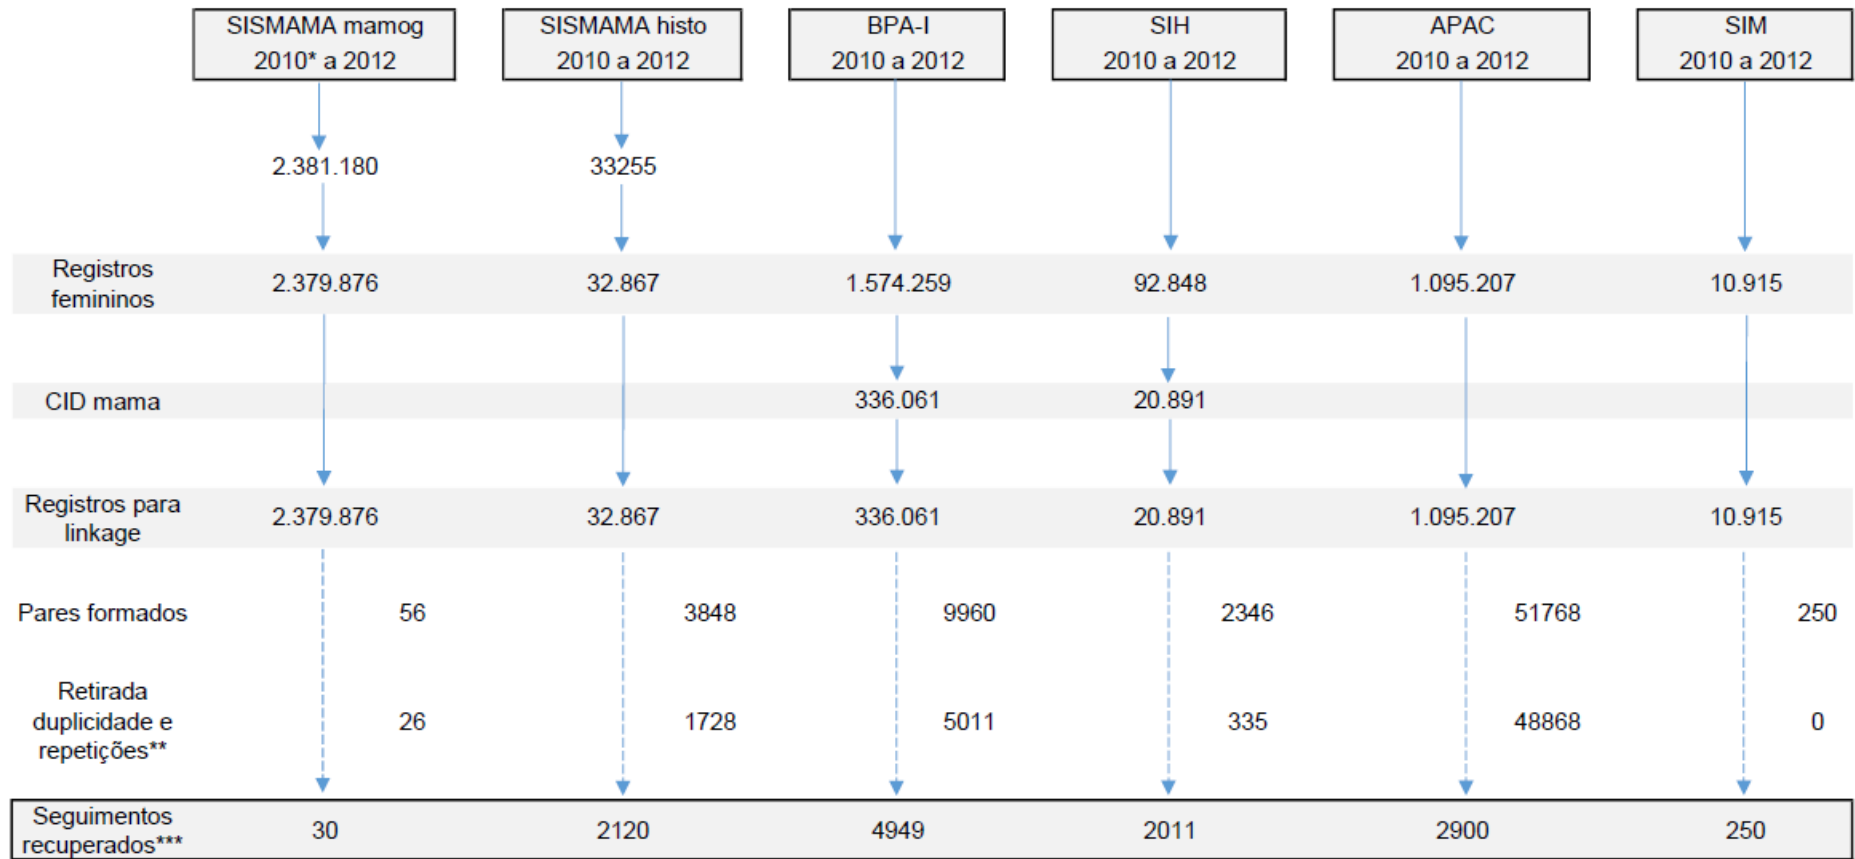 SISMAMA mamog
2010* a 2012
SISMAMA histo
2010 a 2012
BPA-I
2010 a 2012
SIH
2010 a 2012
APAC
2010 a 2012
SIM
2010 a 2012
2.381.180
33255
Registros
femininos
2.379.876
32.867
1.574.259
92.848
1.095.207
10.915
CID mama
336.061
20.891
Registros para
linkage
2.379.876
32.867
336.061
20.891
1.095.207
10.915
Pares formados
56
3848
9960
2346
51768
250
Retirada
duplicidade e
repetições**
26
1728
5011
335
48868
0
Seguimentos
recuperados***
30
2120
4949
2011
2900
250